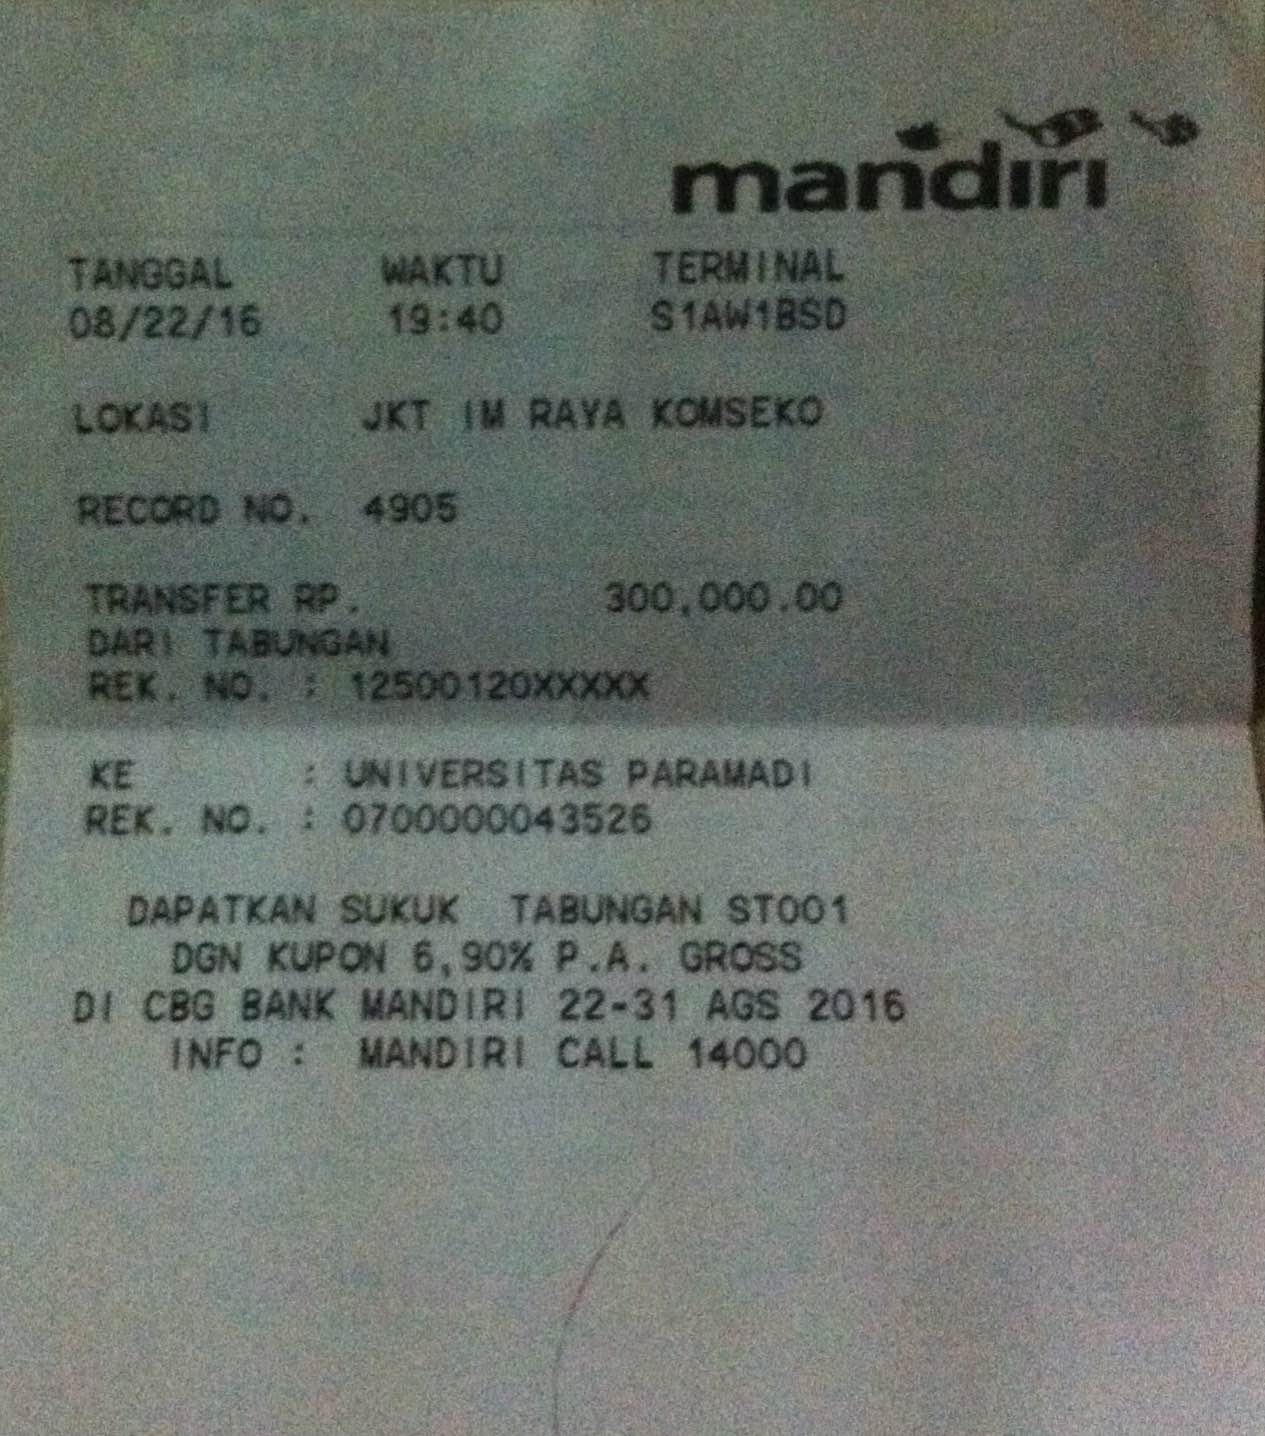 mandiri
TANGGAL WAKTU TERMINAL
08/22/16 19:40 S1AW1BSD
LOKASI JKT IM RAYA KOMSEKO
RECORD NO. 4905
TRANSFER RP. 300,000.00
DARI TABUNGAN
REK. NO. : 12500120XXXXX
KE : UNIVERSITAS PARAMADI
REK. NO. : 0700000043526
DAPATKAN SUKUK TABUNGAN ST001
DGN KUPON 6,90% P.A. GROSS
DI CBG BANK MANDIRI 22-31 AGS 2016
INFO : MANDIRI CALL 14000